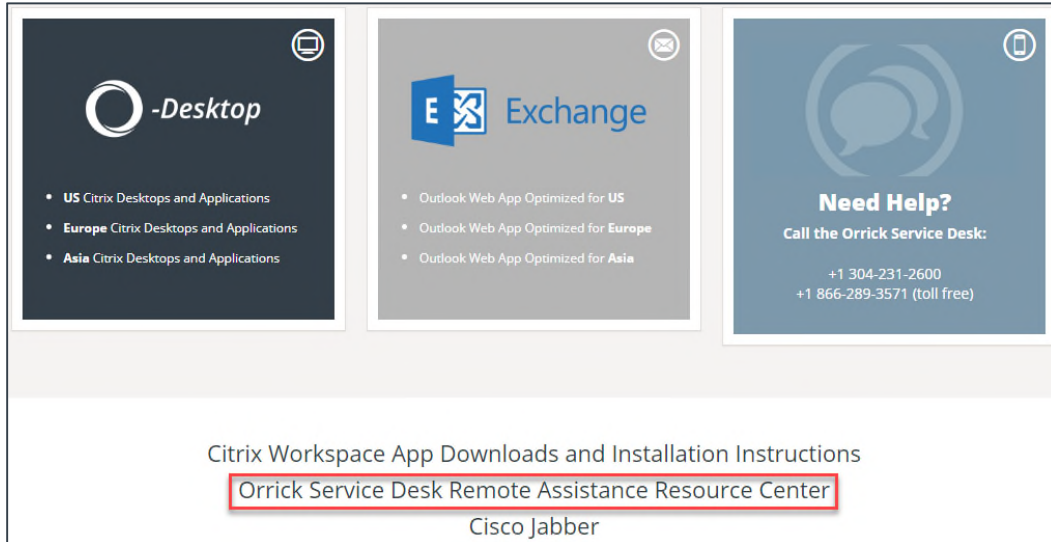 -Desktop
US Citrix Desktops and Applications
Europe Citrix Desktops and Applications
Asia Citrix Desktops and Applications
E Exchange
Outlook Web App Optimized for US
Outlook Web App Optimized for Europe
Outlook Web App Optimized for Asia
Need Help?
Call the Orrick Service Desk:
+1 304-231-2600
+1 866-289-3571 (toll free)
Citrix Workspace App Downloads and Installation Instructions
Orrick Service Desk Remote Assistance Resource Center
Cisco Jabber